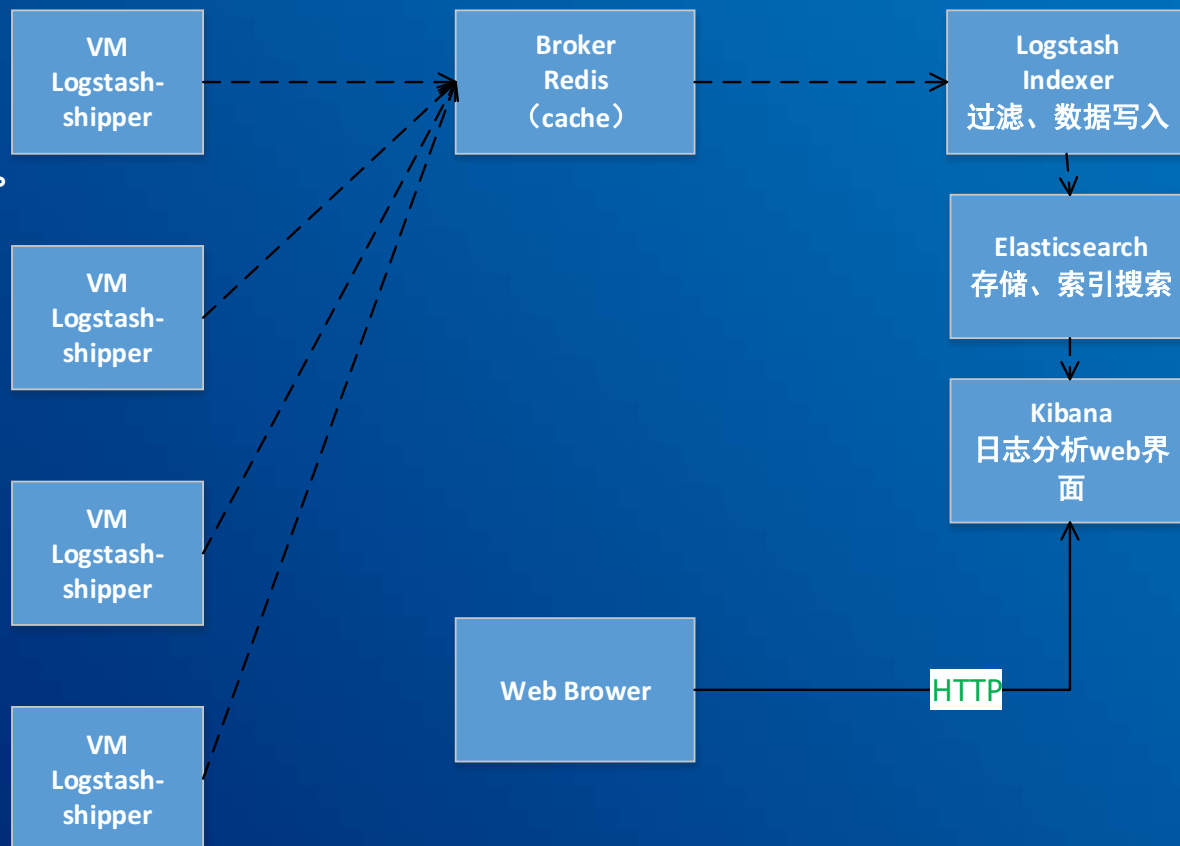 VM
Logstash-
shipper
Broker
Redis
（cache）
Logstash
Indexer
过滤、数据写入
。
VM
Logstash-
shipper
Elasticsearch
存储、索引搜索
Kibana
日志分析web界
面
VM
Logstash-
shipper
Web Brower
HTTP
VM
Logstash-
shipper